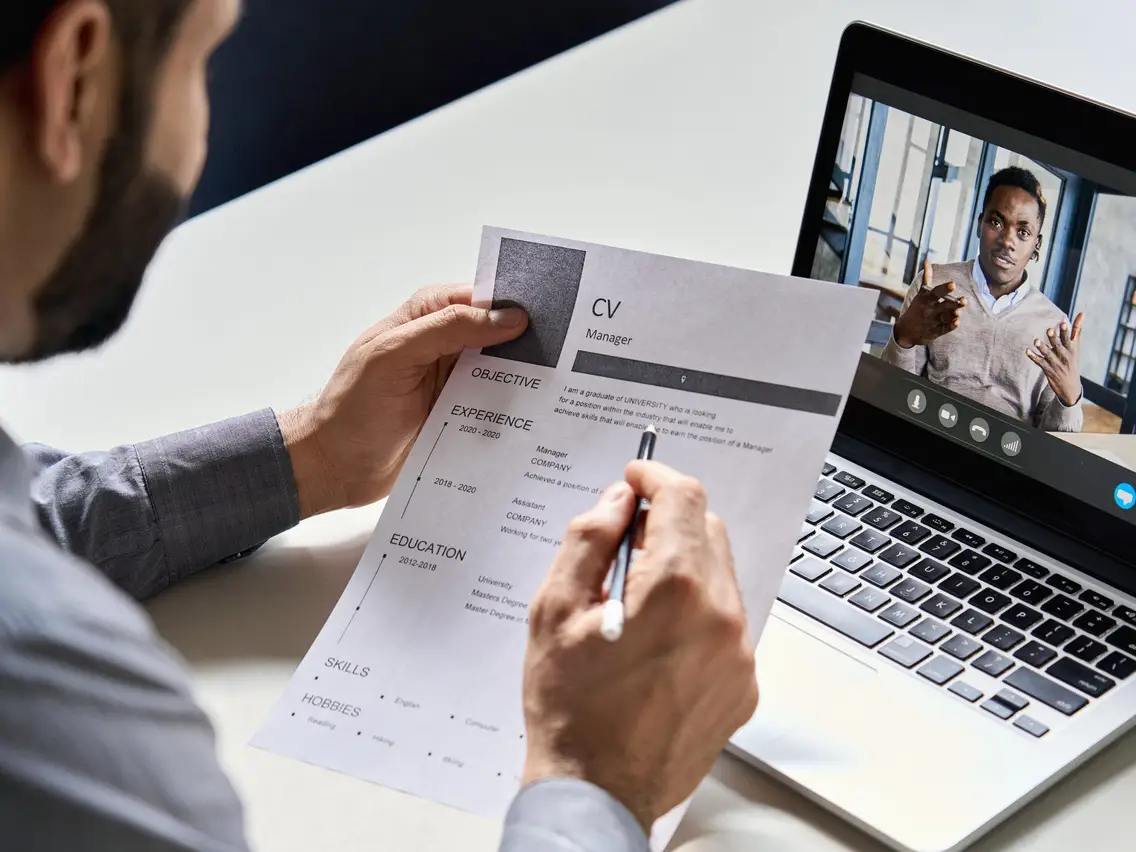 CV
Manager
OBJECTIVE
I am a graduate of UNIVERSITY who is looking
for a position within the industry that will enable me to
achieve skills that will enable me to earn the position of a Manager
EXPERIENCE
2020 - 2020
Manager
COMPANY
Achieved a position of
2018 - 2020
Assistant
COMPANY
Working for two
EDUCATION
2012-2018
University
Masters Degree
Master Degree in
SKILLS
English
Computer
HOBBIES
Reading
Hiking